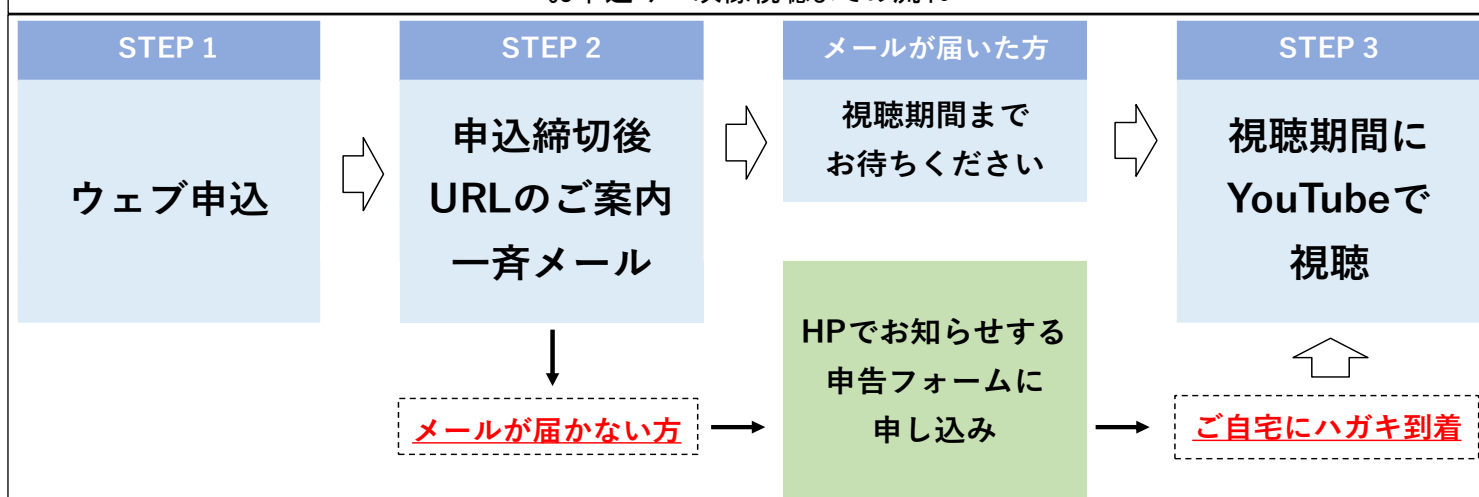 STEP 1
ウェブ申込
STEP 2
申込締切後
URLのご案内
一斉メール
メールが届いた方
視聴期間まで
お待ちください
STEP 3
視聴期間に
YouTubeで
視聴
メールが届かない方
HPでお知らせする
申告フォームに
申し込み
ご自宅にハガキ到着